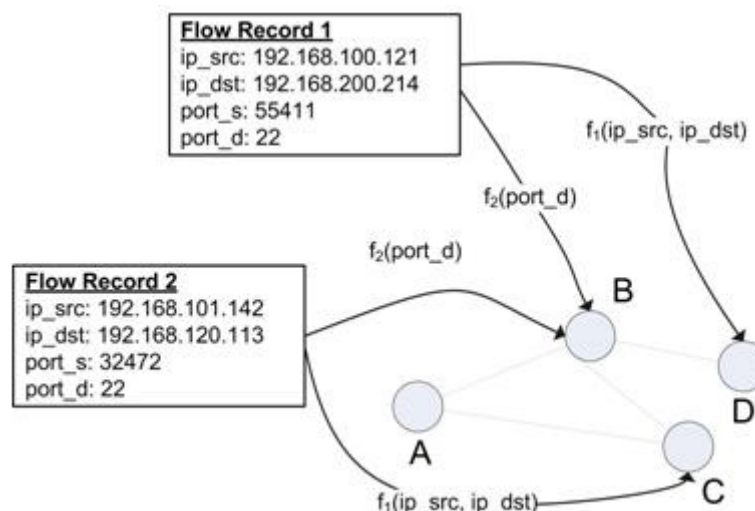 Flow Record 1
ip_src: 192.168.100.121
ip_dst: 192.168.200.214
port_s: 55411
port_d: 22
f₁(ip_src, ip_dst)
f₂(port_d)
f₂(port_d)
Flow Record 2
ip_src: 192.168.101.142
ip_dst: 192.168.120.113
port_s: 32472
port_d: 22
B
D
A
C
f₁(ip_src, ip_dst)